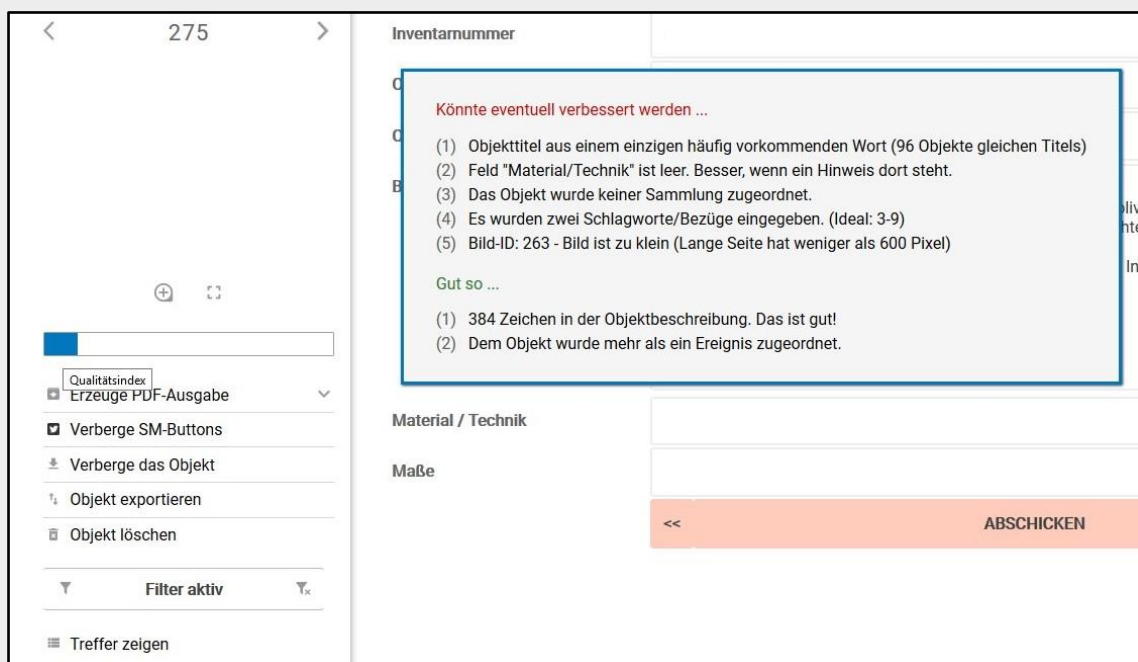 275
Qualitätsindex
Erzeuge PDF-Ausgabe
Verberge SM-Buttons
Verberge das Objekt
Objekt exportieren
Objekt löschen
Filter aktiv
Treffer zeigen
Inventarnummer
Könnte eventuell verbessert werden ...
(1) Objekttitel aus einem einzigen häufig vorkommenden Wort (96 Objekte gleichen Titels)
(2) Feld "Material/Technik" ist leer. Besser, wenn ein Hinweis dort steht.
(3) Das Objekt wurde keiner Sammlung zugeordnet.
(4) Es wurden zwei Schlagworte/Bezüge eingegeben. (Ideal: 3-9)
(5) Bild-ID: 263 - Bild ist zu klein (Lange Seite hat weniger als 600 Pixel)
Gut so ...
(1) 384 Zeichen in der Objektbeschreibung. Das ist gut!
(2) Dem Objekt wurde mehr als ein Ereignis zugeordnet.
Material / Technik
Maße
<< ABSCHICKEN